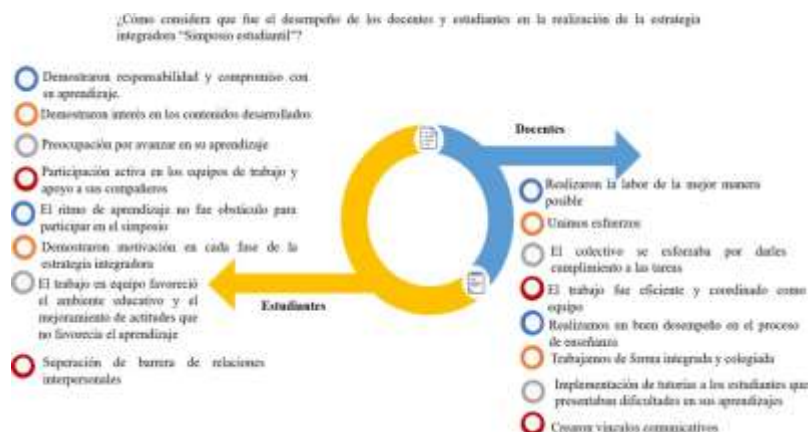 ¿Cómo considera que fue el desempeño de los docentes y estudiantes en la realización de la estrategia
integradora “Simposio estudiantil”?
Demostraron responsabilidad y compromiso con
su aprendizaje.
Demostraron interés en los contenidos desarrollados
Preocupación por avanzar en su aprendizaje
Participación activa en los equipos de trabajo y
apoyo a sus compañeros
El ritmo de aprendizaje no fue obstáculo para
participar en el simposio
Demostraron motivación en cada fase de la
estrategia integradora
El trabajo en equipo favoreció
el ambiente educativo y el
mejoramiento de actitudes que
no favorecía el aprendizaje
Superación de barrera de relaciones
interpersonales
Estudiantes
Docentes
Realizaron la labor de la mejor manera
posible
Unimos esfuerzos
El colectivo se esforzaba por darles
cumplimiento a las tareas
El trabajo fue eficiente y coordinado como
equipo
Realizamos un buen desempeño en el proceso
de enseñanza
Trabajamos de forma integrada y colegiada
Implementación de tutorías a los estudiantes que
presentaban dificultades en sus aprendizajes
Crearon vínculos comunicativos